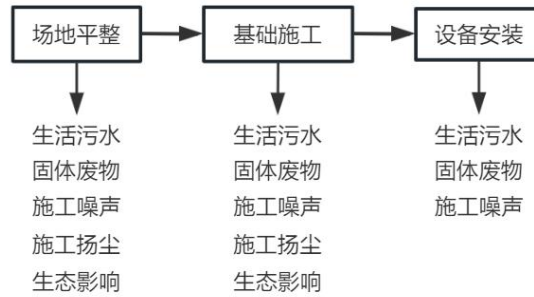 场地平整
基础施工
设备安装
生活污水
固体废物
施工噪声
施工扬尘
生态影响
生活污水
固体废物
施工噪声
施工扬尘
生态影响
生活污水
固体废物
施工噪声